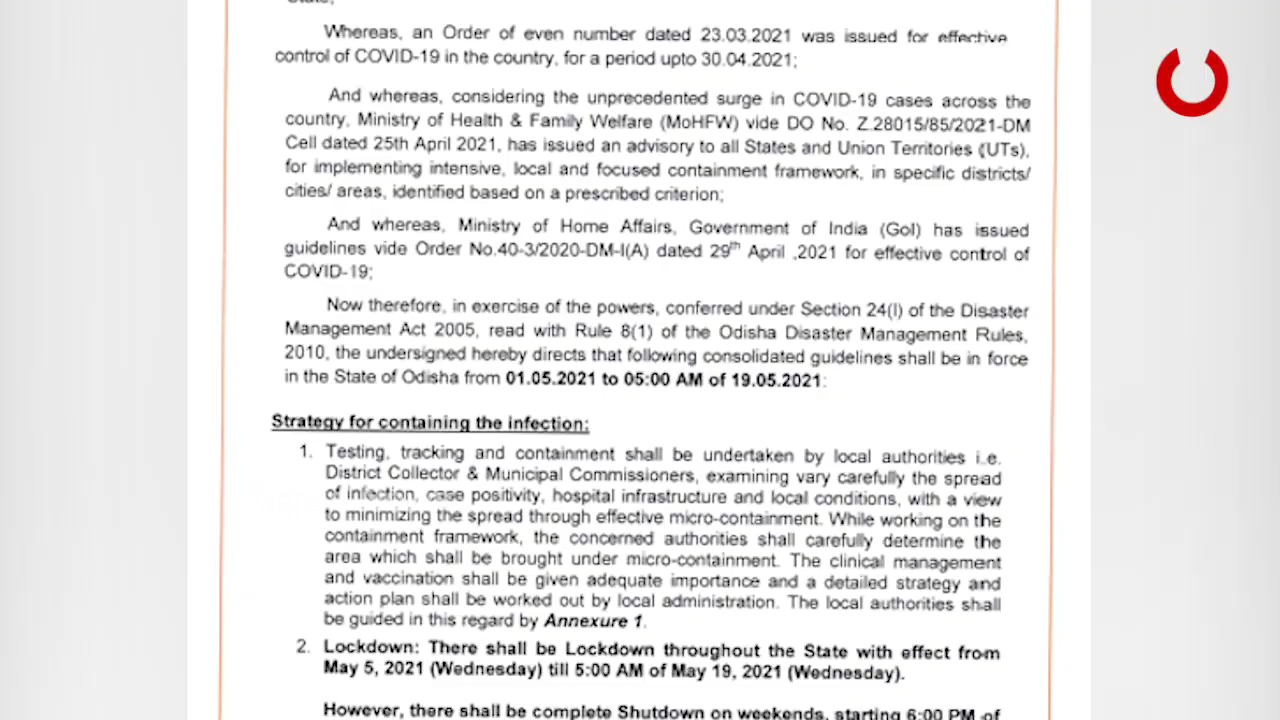 State;
Whereas, an Order of even number dated 23.03.2021 was issued for effective
control of COVID-19 in the country, for a period upto 30.04.2021;
And whereas, considering the unprecedented surge in COVID-19 cases across the
country, Ministry of Health & Family Welfare (MoHFW) vide DO No. Z.28015/85/2021-DM
Cell dated 25th April 2021, has issued an advisory to all States and Union Territories (UTs),
for implementing intensive, local and focused containment framework, in specific districts/
cities/ areas, identified based on a prescribed criterion;
And whereas, Ministry of Home Affairs, Government of India (GoI) has issued
guidelines vide Order No.40-3/2020-DM-I(A) dated 29th April ,2021 for effective control of
COVID-19;
Now therefore, in exercise of the powers, conferred under Section 24(l) of the Disaster
Management Act 2005, read with Rule 8(1) of the Odisha Disaster Management Rules,
2010, the undersigned hereby directs that following consolidated guidelines shall be in force
in the State of Odisha from 01.05.2021 to 05:00 AM of 19.05.2021:
Strategy for containing the infection:
1. Testing, tracking and containment shall be undertaken by local authorities i.e.
District Collector & Municipal Commissioners, examining vary carefully the spread
of infection, case positivity, hospital infrastructure and local conditions, with a view
to minimizing the spread through effective micro-containment. While working on the
containment framework, the concerned authorities shall carefully determine the
area which shall be brought under micro-containment. The clinical management
and vaccination shall be given adequate importance and a detailed strategy and
action plan shall be worked out by local administration. The local authorities shall
be guided in this regard by Annexure 1.
2. Lockdown: There shall be Lockdown throughout the State with effect from
May 5, 2021 (Wednesday) till 5:00 AM of May 19, 2021 (Wednesday).
However, there shall be complete Shutdown on weekends, starting 6:00 PM of